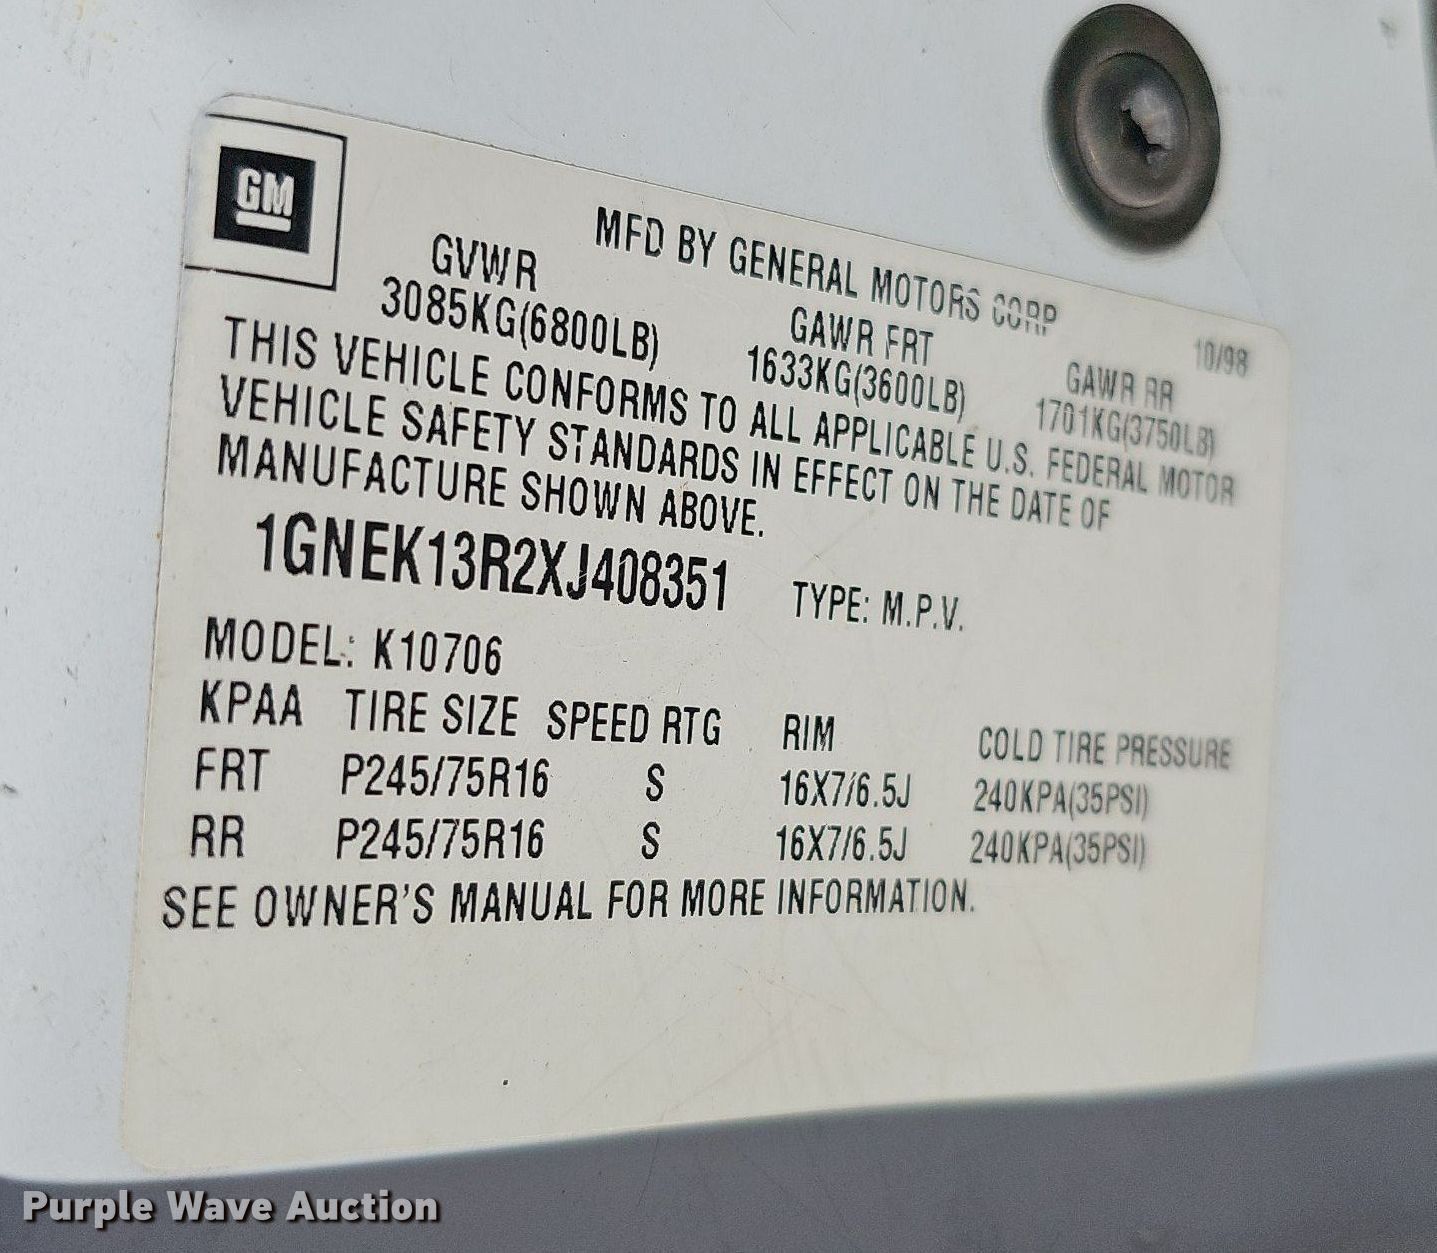 GM
MFD BY GENERAL MOTORS CORP
10/98
GVWR GAWR FRT GAWR RR
3085KG(6800LB) 1633KG(3600LB) 1701KG(3750LB)
THIS VEHICLE CONFORMS TO ALL APPLICABLE U.S. FEDERAL MOTOR
VEHICLE SAFETY STANDARDS IN EFFECT ON THE DATE OF
MANUFACTURE SHOWN ABOVE.
1GNEK13R2XJ408351 TYPE: M.P.V.
MODEL: K10706
KPAA TIRE SIZE SPEED RTG RIM COLD TIRE PRESSURE
FRT P245/75R16 S 16X7/6.5J 240KPA(35PSI)
RR P245/75R16 S 16X7/6.5J 240KPA(35PSI)
SEE OWNER'S MANUAL FOR MORE INFORMATION.
Purple Wave Auction